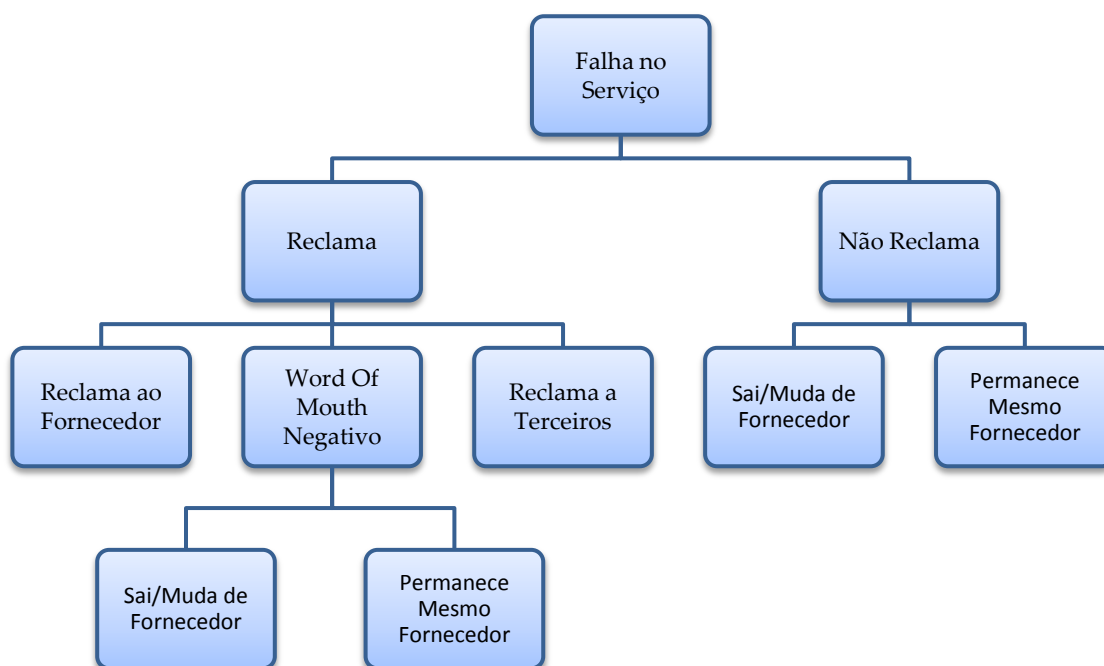 Falha no
Serviço
Reclama
Não Reclama
Reclama ao
Fornecedor
Word Of
Mouth
Negativo
Reclama a
Terceiros
Sai/Muda de
Fornecedor
Permanece
Mesmo
Fornecedor
Sai/Muda de
Fornecedor
Permanece
Mesmo
Fornecedor